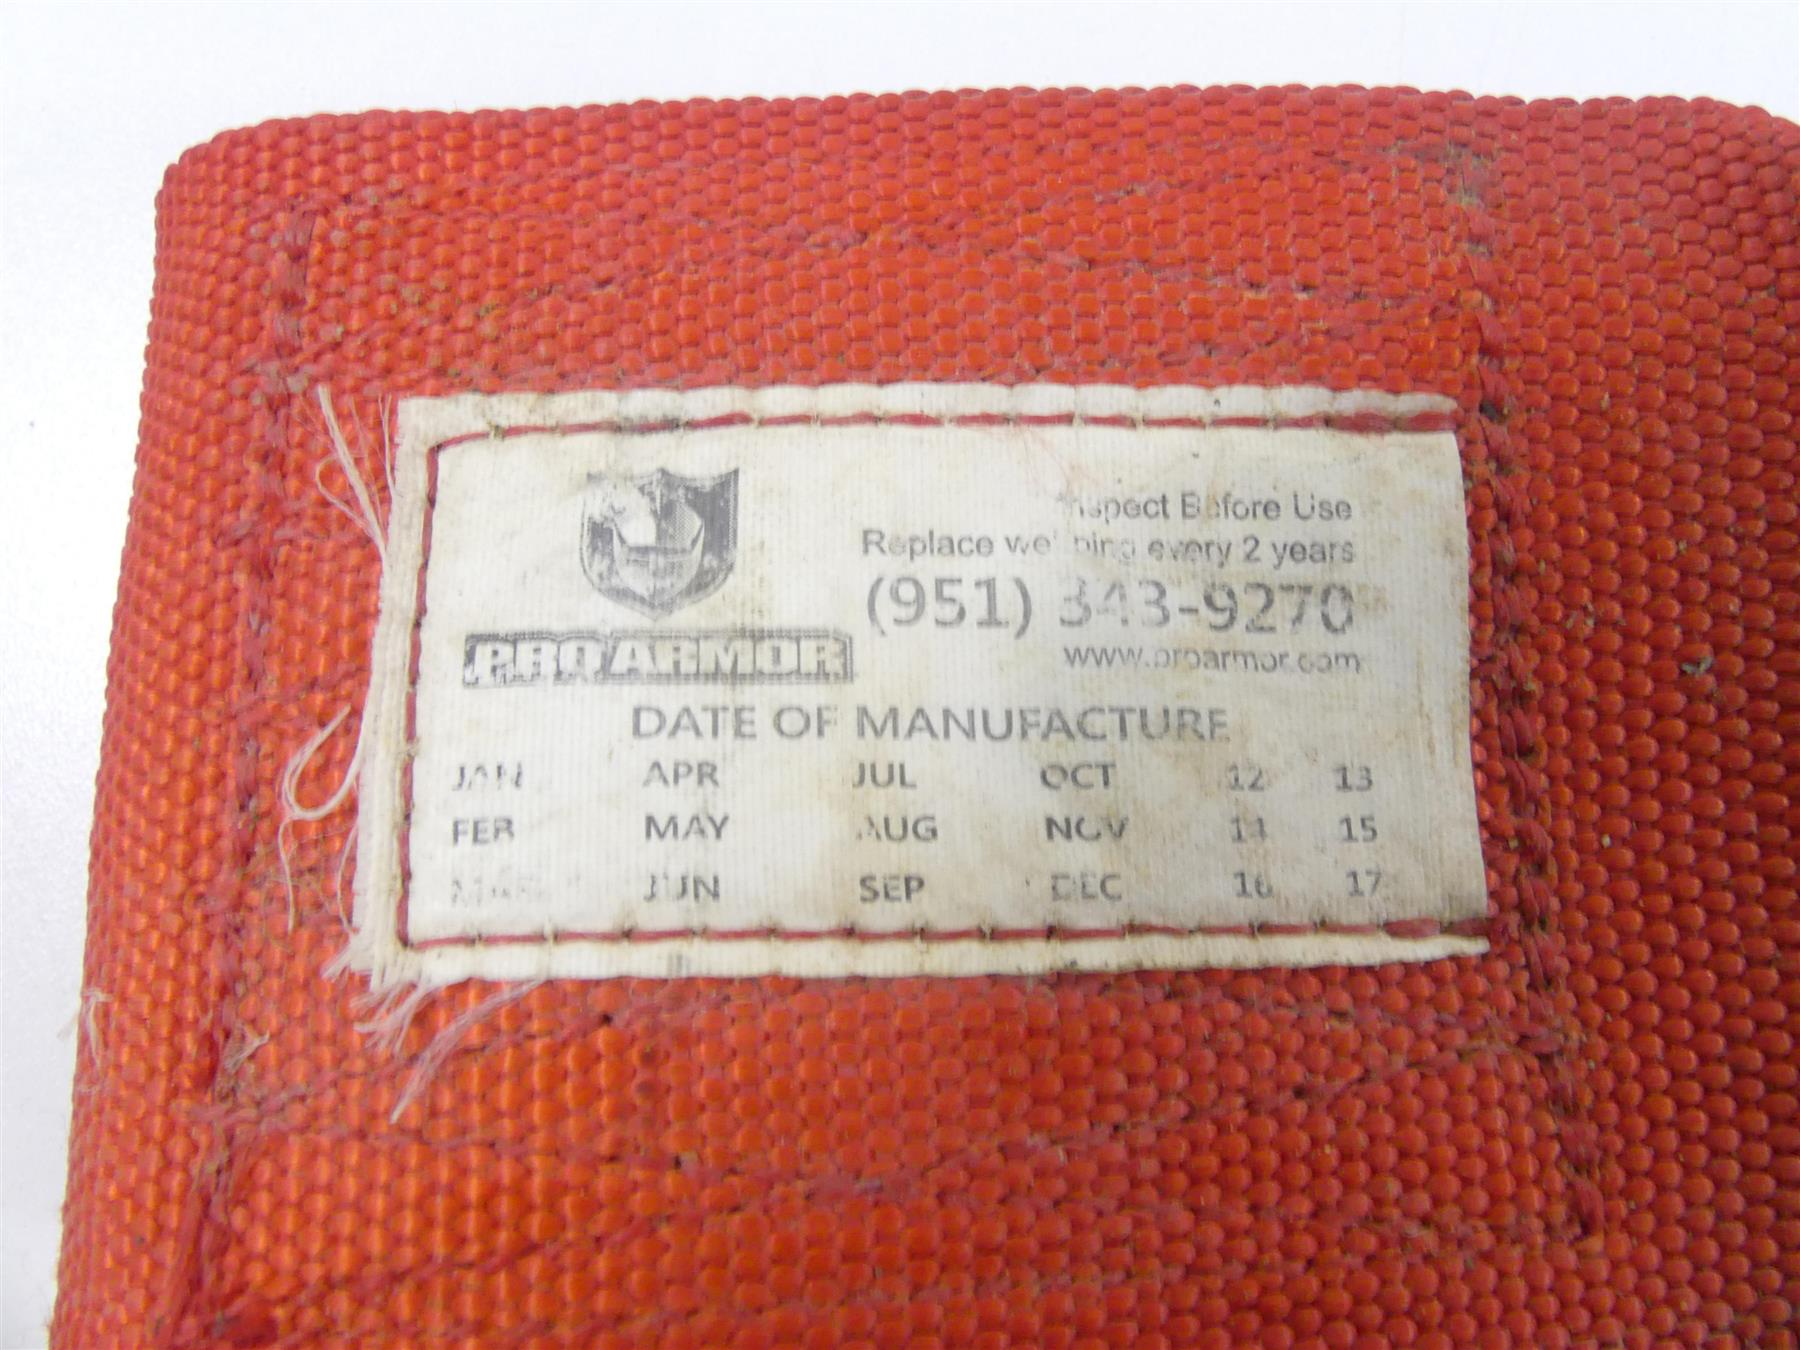 Inspect Before Use
Replace webbing every 2 years
(951) 343-9270
www.proarmor.com
PRO ARMOR
DATE OF MANUFACTURE
JAN APR JUL OCT 12 13
FEB MAY AUG NOV 14 15
MAR JUN SEP DEC 16 17